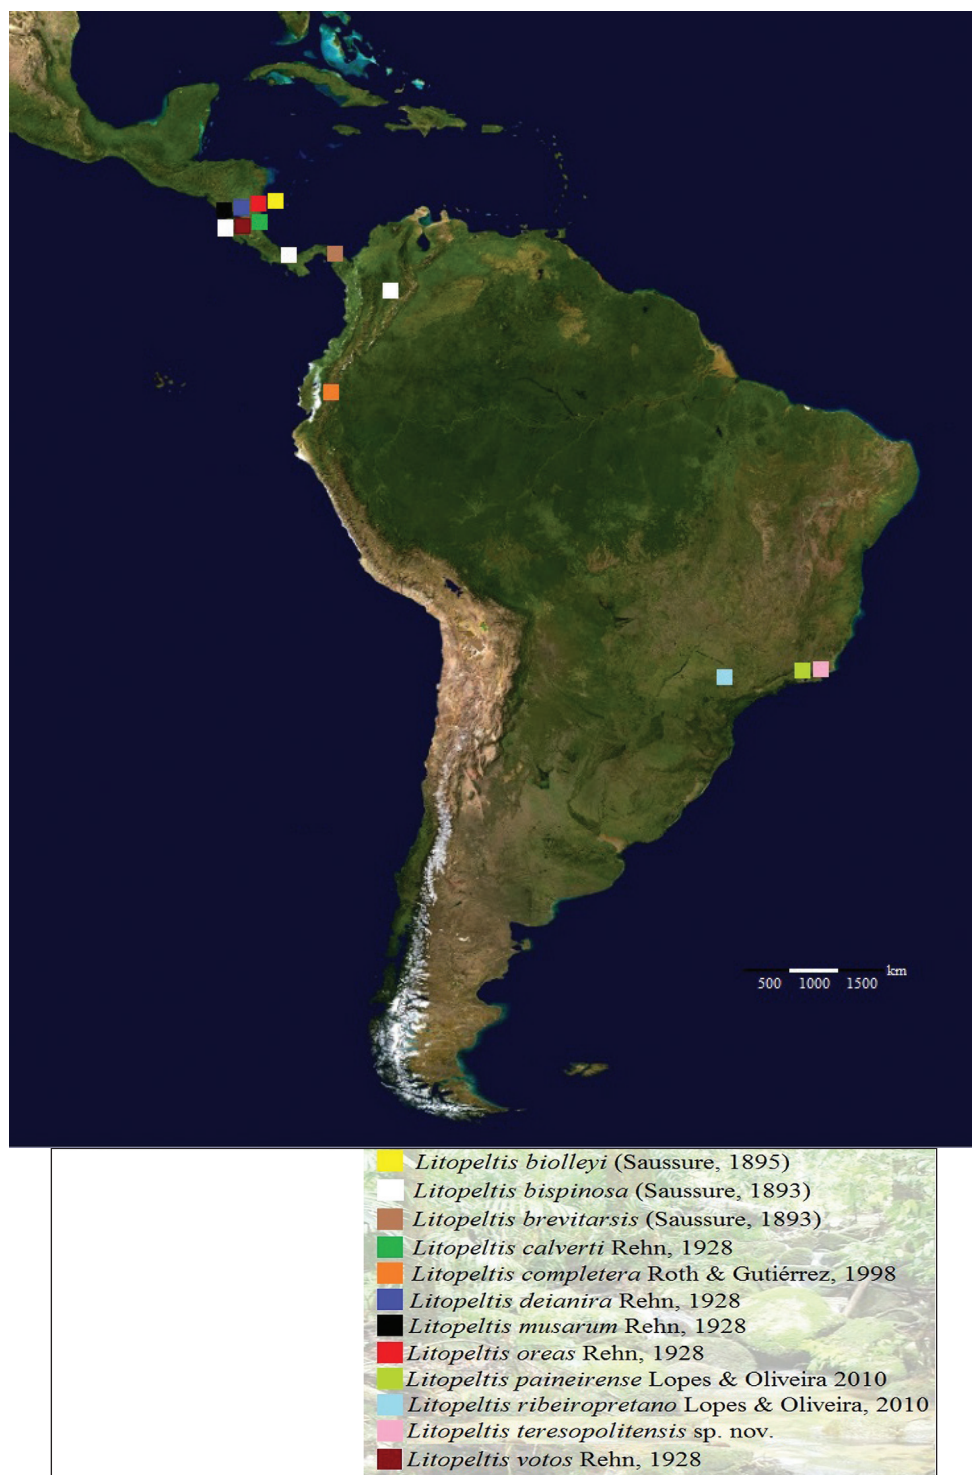 km
500 1000 1500
Litopeltis biolleyi (Saussure, 1895)
Litopeltis bispinosa (Saussure, 1893)
Litopeltis brevitarsis (Saussure, 1893)
Litopeltis calverti Rehn, 1928
Litopeltis completera Roth & Gutiérrez, 1998
Litopeltis deianira Rehn, 1928
Litopeltis musarum Rehn, 1928
Litopeltis oreas Rehn, 1928
Litopeltis paineirense Lopes & Oliveira 2010
Litopeltis ribeiropretano Lopes & Oliveira, 2010
Litopeltis teresopolitensis sp. nov.
Litopeltis votos Rehn, 1928